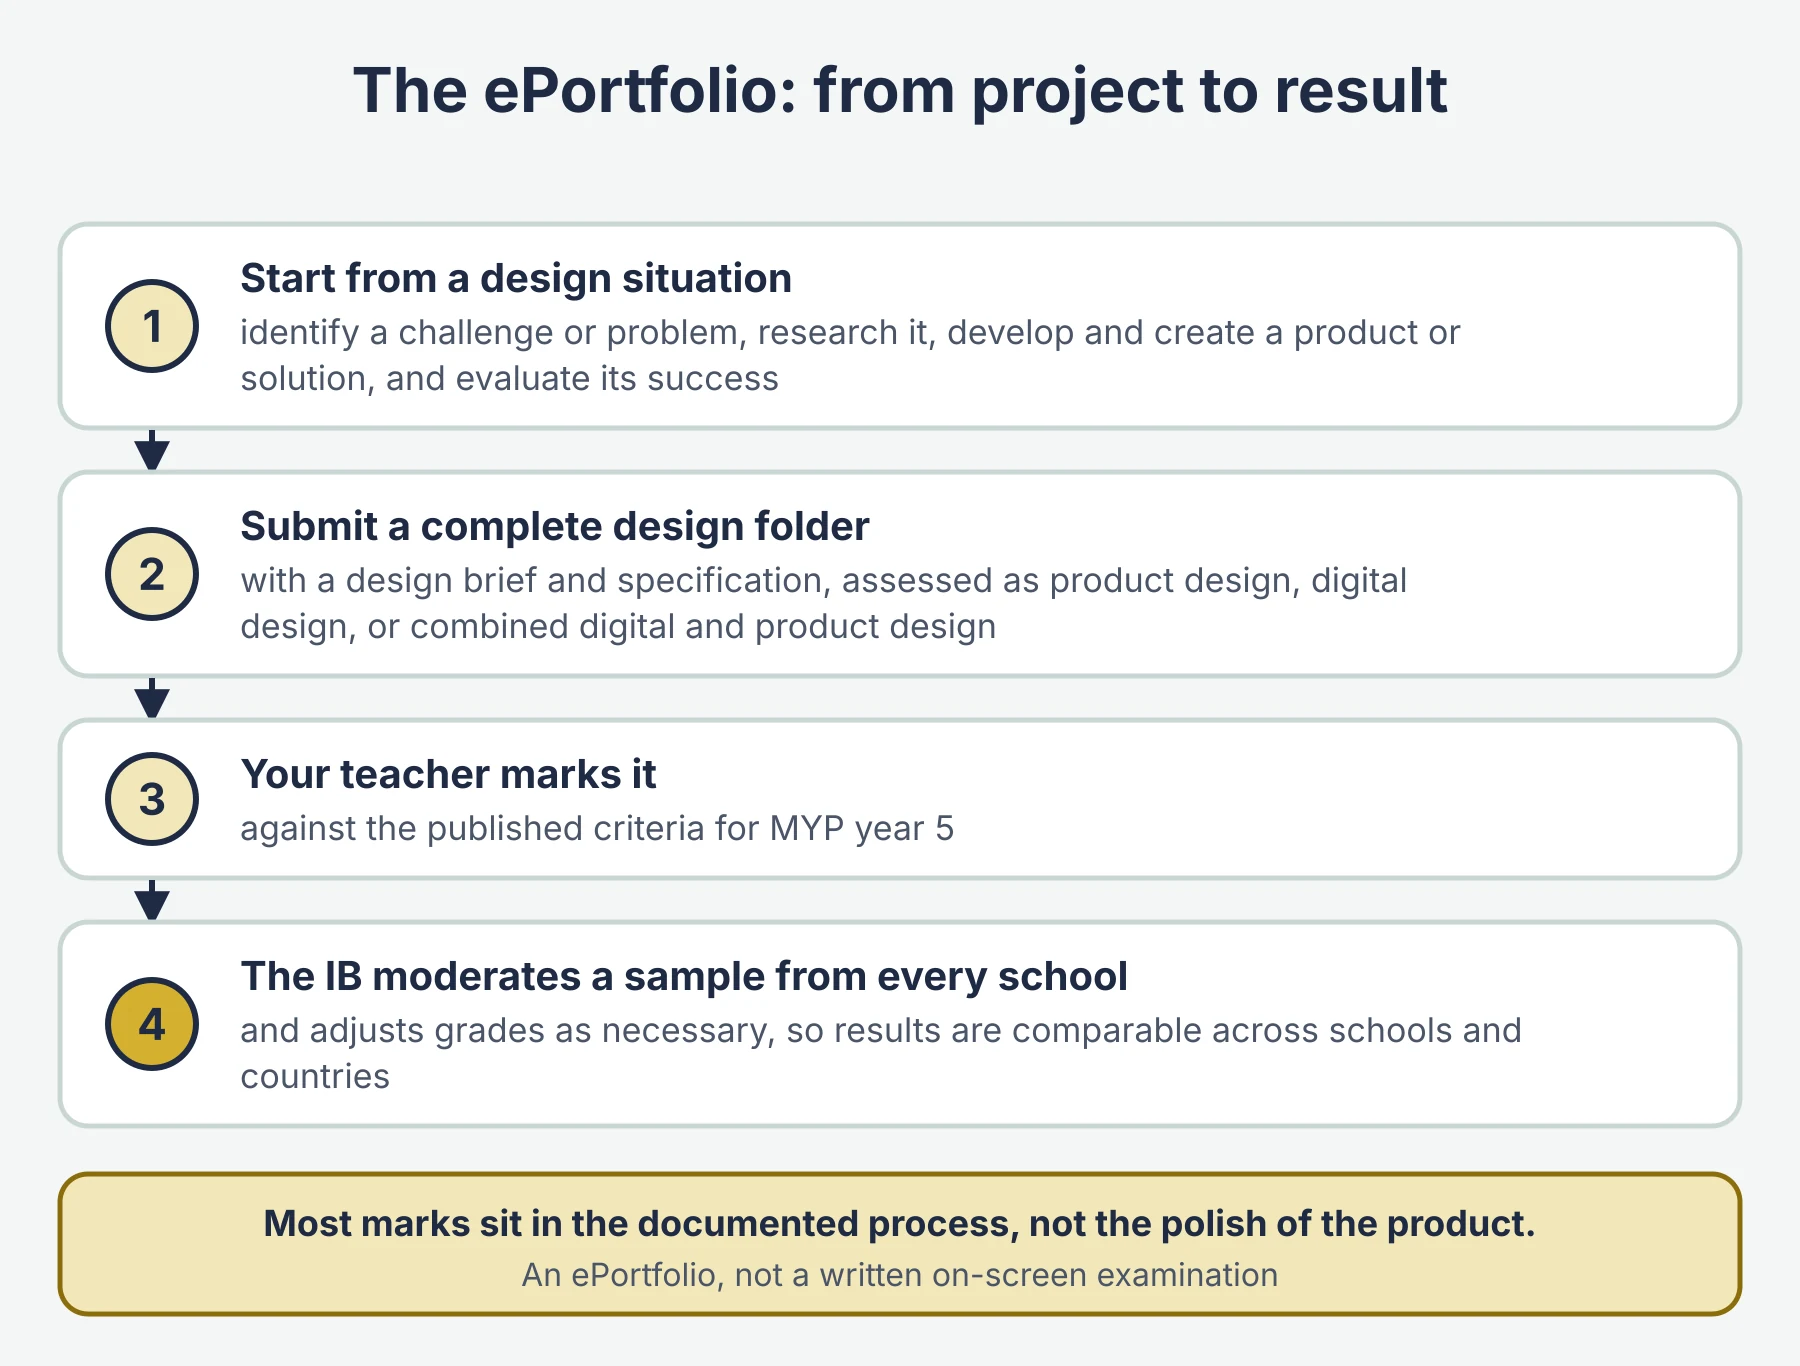 The ePortfolio: from project to result
1
Start from a design situation
identify a challenge or problem, research it, develop and create a product or
solution, and evaluate its success
2
Submit a complete design folder
with a design brief and specification, assessed as product design, digital
design, or combined digital and product design
3
Your teacher marks it
against the published criteria for MYP year 5
4
The IB moderates a sample from every school
and adjusts grades as necessary, so results are comparable across schools and
countries
Most marks sit in the documented process, not the polish of the product.
An ePortfolio, not a written on-screen examination